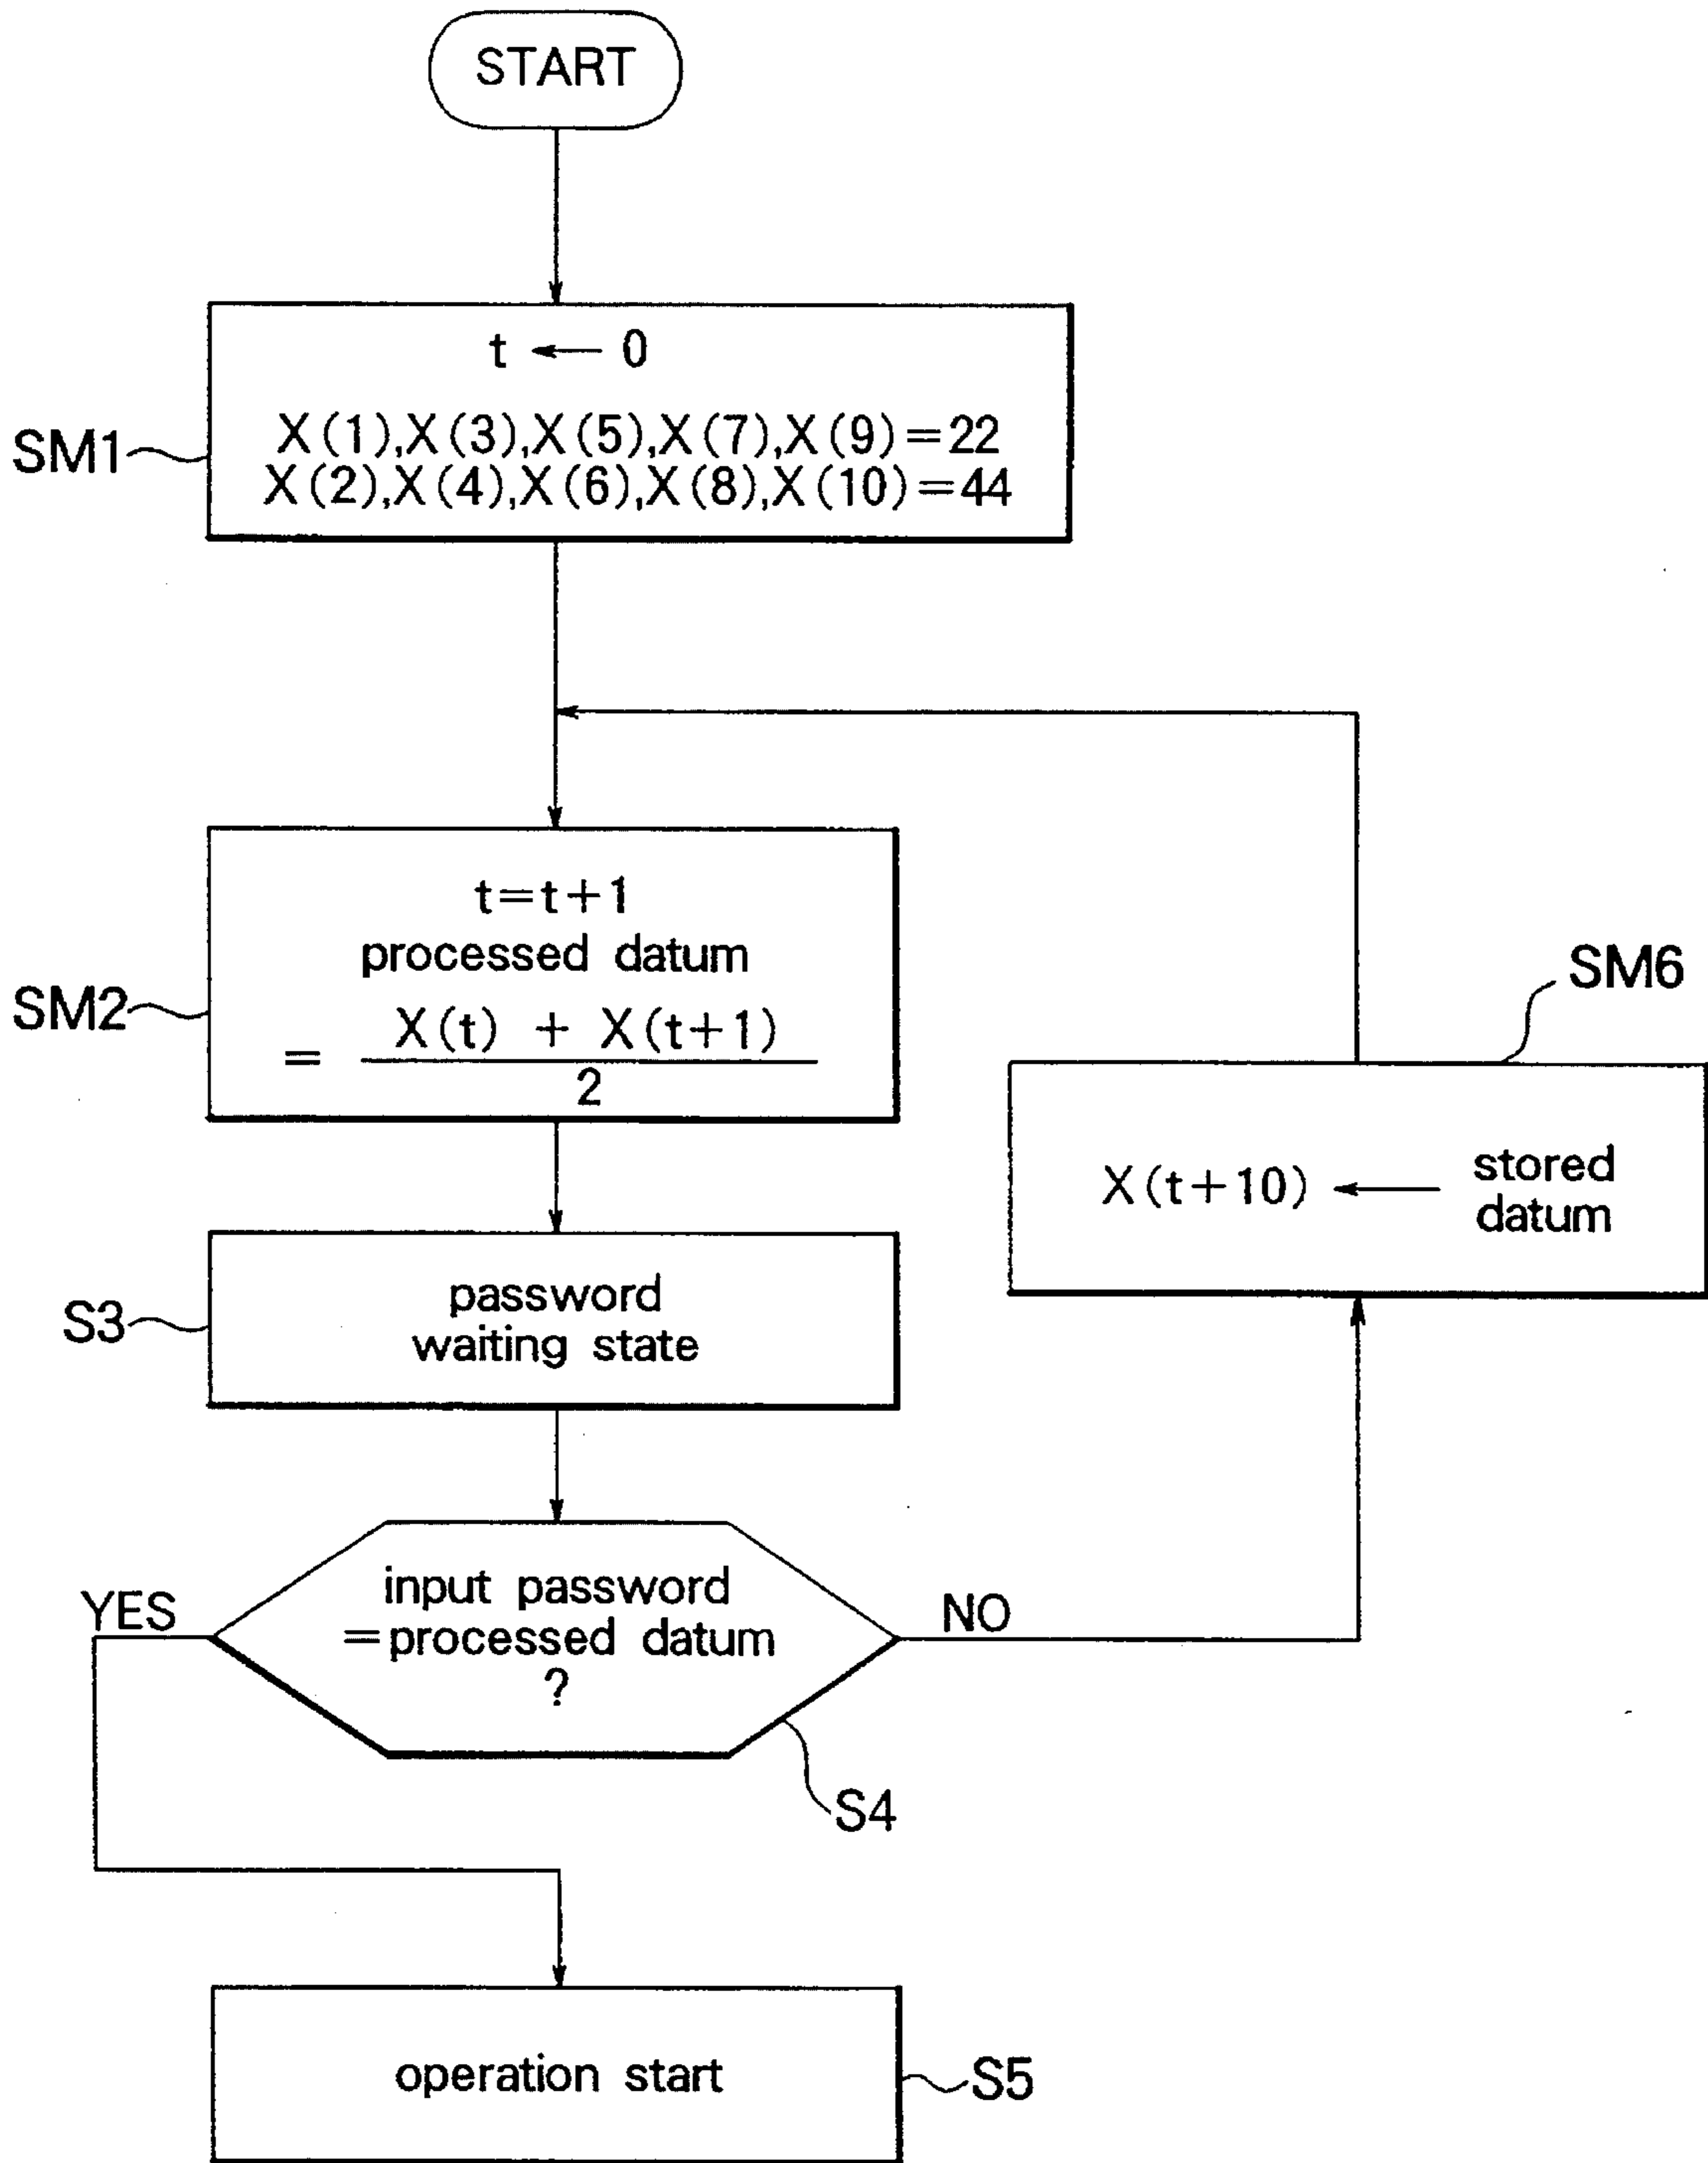 START
t ← 0
X(1),X(3),X(5),X(7),X(9)=22
X(2),X(4),X(6),X(8),X(10)=44
SM1
t=t+1
processed datum
= X(t) + X(t+1)
2
SM2
SM6
X(t+10) ← stored
datum
password
waiting state
S3
input password
=processed datum
?
YES
NO
S4
operation start
S5